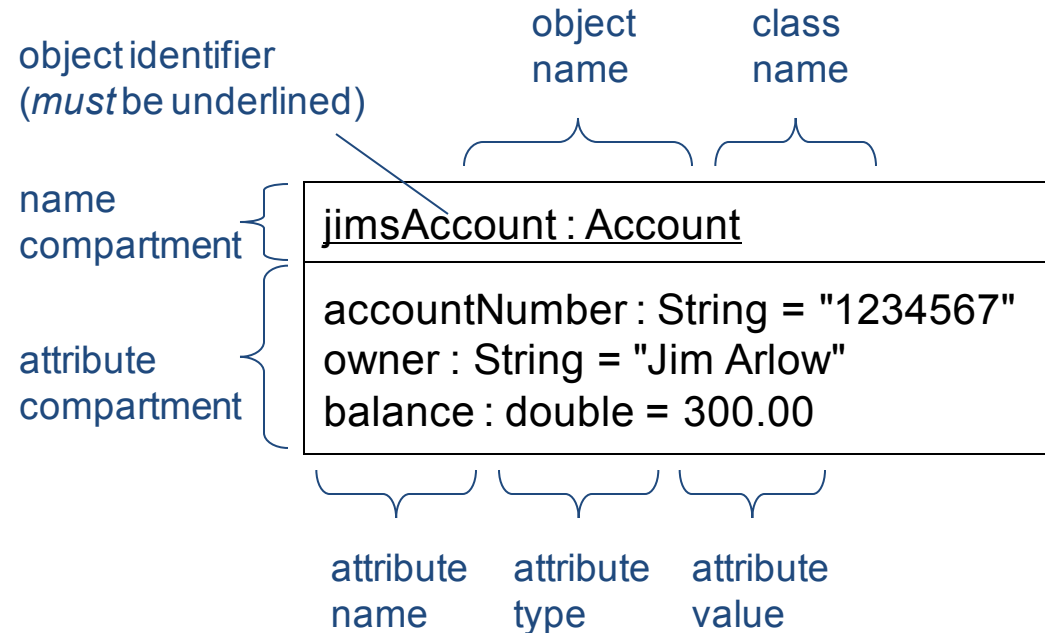 object
name
class
name
object identifier
(must be underlined)
name
compartment
jimsAccount : Account
attribute
compartment
accountNumber : String = "1234567"
owner : String = "Jim Arlow"
balance : double = 300.00
attribute
name
attribute
type
attribute
value